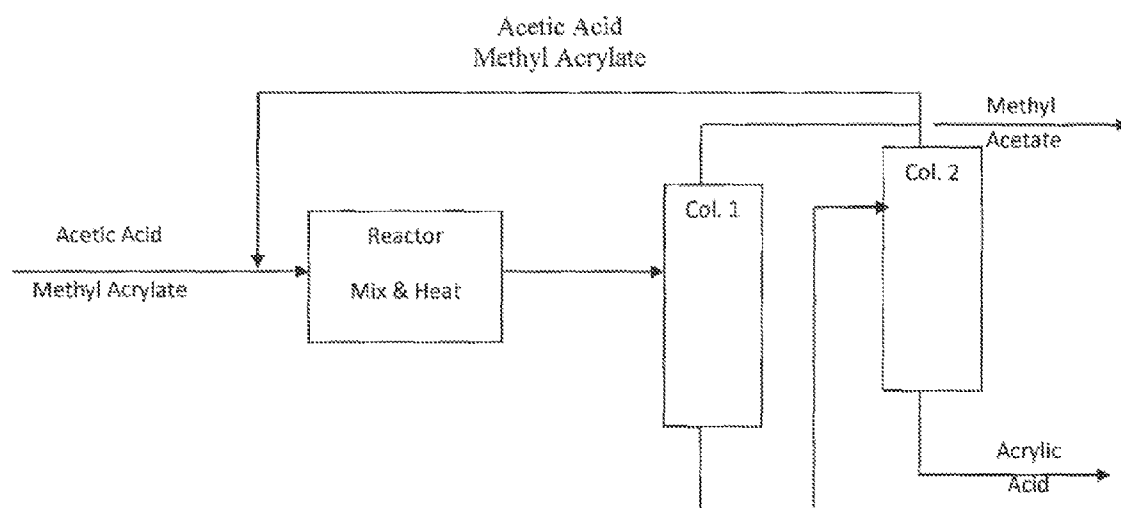 Acetic Acid
Methyl Acrylate
Methyl
Acetate
Col. 2
Col. 1
Acetic Acid
Methyl Acrylate
Reactor
Mix & Heat
Acrylic
Acid